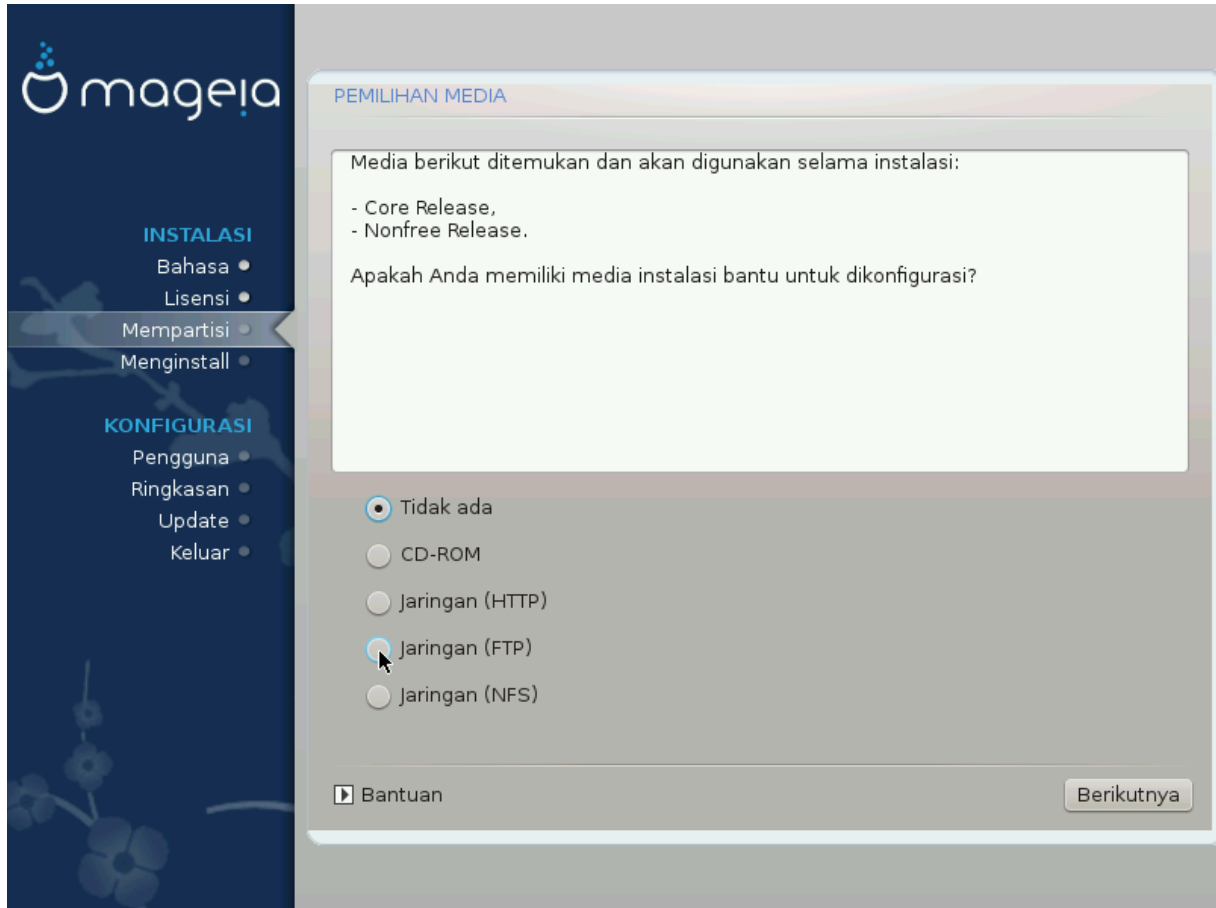 mageia
INSTALASI
Bahasa
Lisensi
Mempartisi
Menginstall
KONFIGURASI
Pengguna
Ringkasan
Update
Keluar
PEMILIHAN MEDIA
Media berikut ditemukan dan akan digunakan selama instalasi:
- Core Release,
- Nonfree Release.
Apakah Anda memiliki media instalasi bantu untuk dikonfigurasi?
Tidak ada
CD-ROM
Jaringan (HTTP)
Jaringan (FTP)
Jaringan (NFS)
Bantuan
Berikutnya